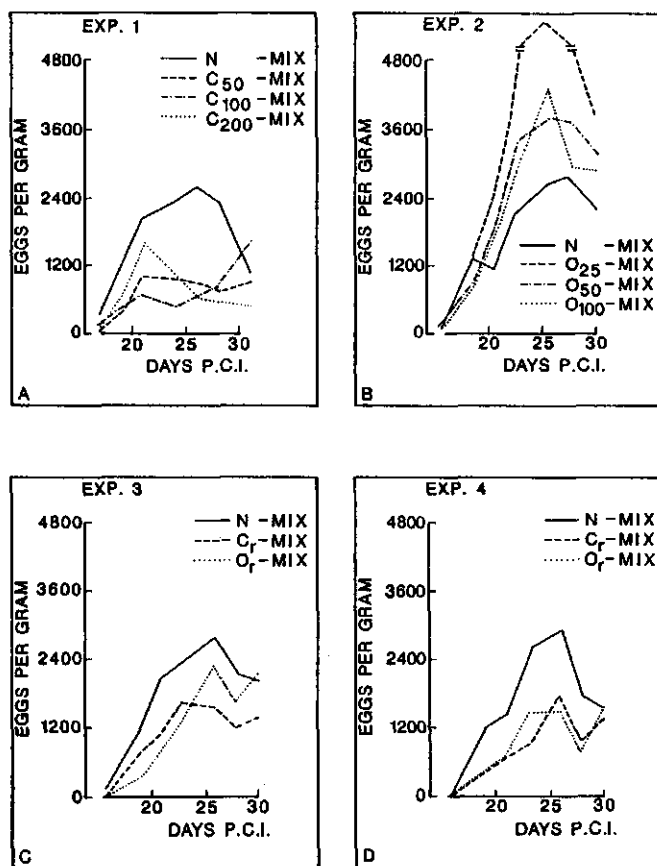 EXP. 1
N -MIX
C50 -MIX
C100 -MIX
C200 -MIX
4800
3600
2400
1200
0
EGGS PER GRAM
20 25 30
DAYS P.C.I.
A
EXP. 2
4800
3600
2400
1200
0
EGGS PER GRAM
N -MIX
O25 -MIX
O50 -MIX
O100 -MIX
20 25 30
DAYS P.C.I.
B
EXP. 3
N -MIX
Cr -MIX
Or -MIX
4800
3600
2400
1200
0
EGGS PER GRAM
20 25 30
DAYS P.C.I.
C
EXP. 4
N -MIX
Cr -MIX
Or -MIX
4800
3600
2400
1200
0
EGGS PER GRAM
20 25 30
DAYS P.C.I.
D